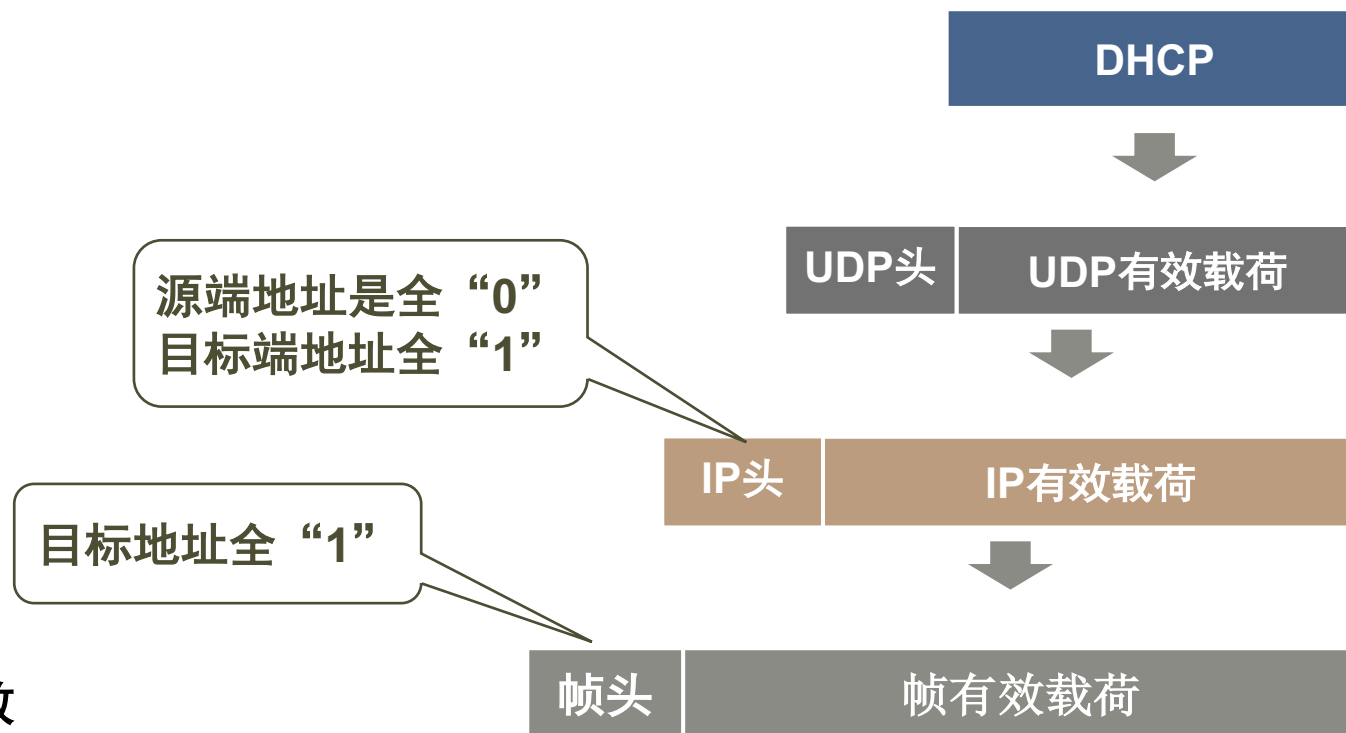 DHCP
UDP头
UDP有效载荷
源端地址是全“0”
目标端地址全“1”
IP头
IP有效载荷
目标地址全“1”
帧头
帧有效载荷